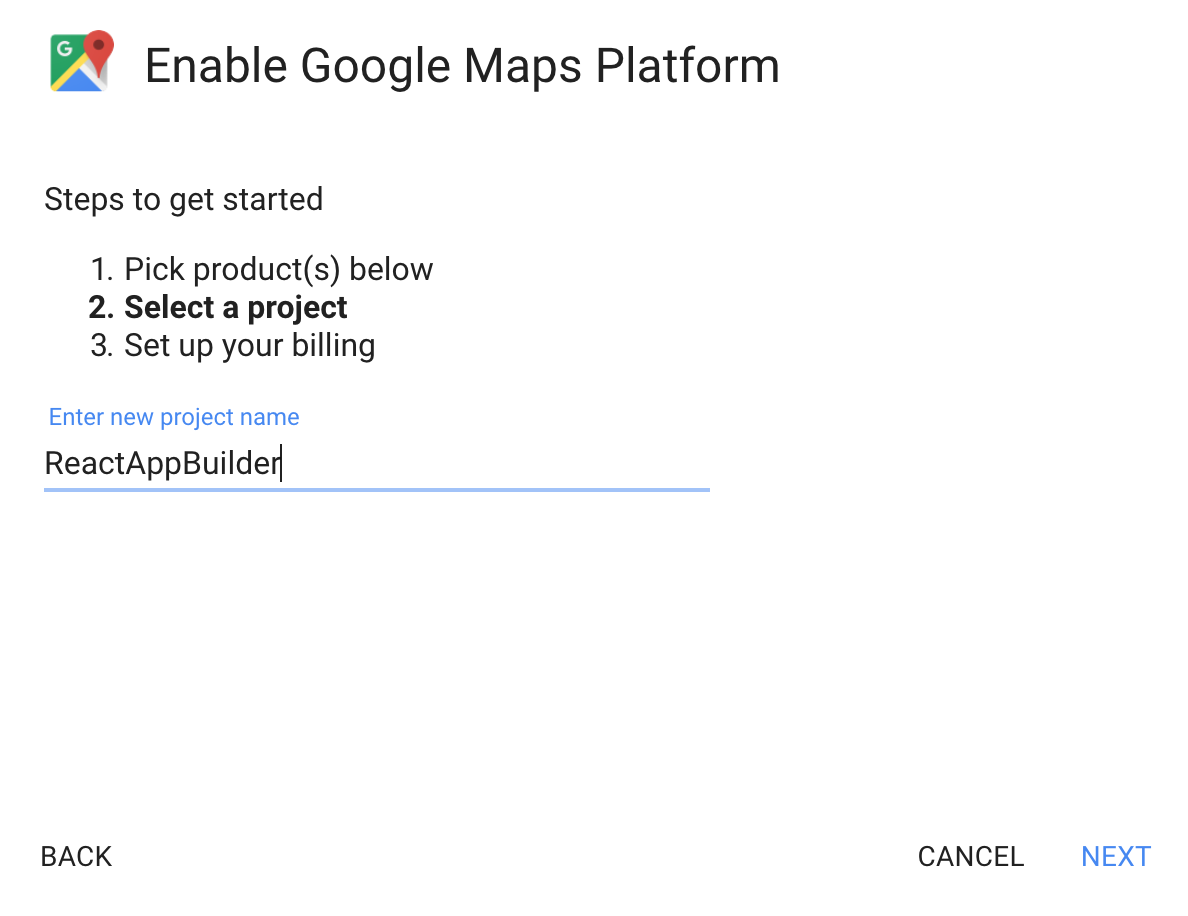 G
Enable Google Maps Platform
Steps to get started
1. Pick product(s) below
2. Select a project
3. Set up your billing
Enter new project name
ReactAppBuilder
BACK CANCEL NEXT